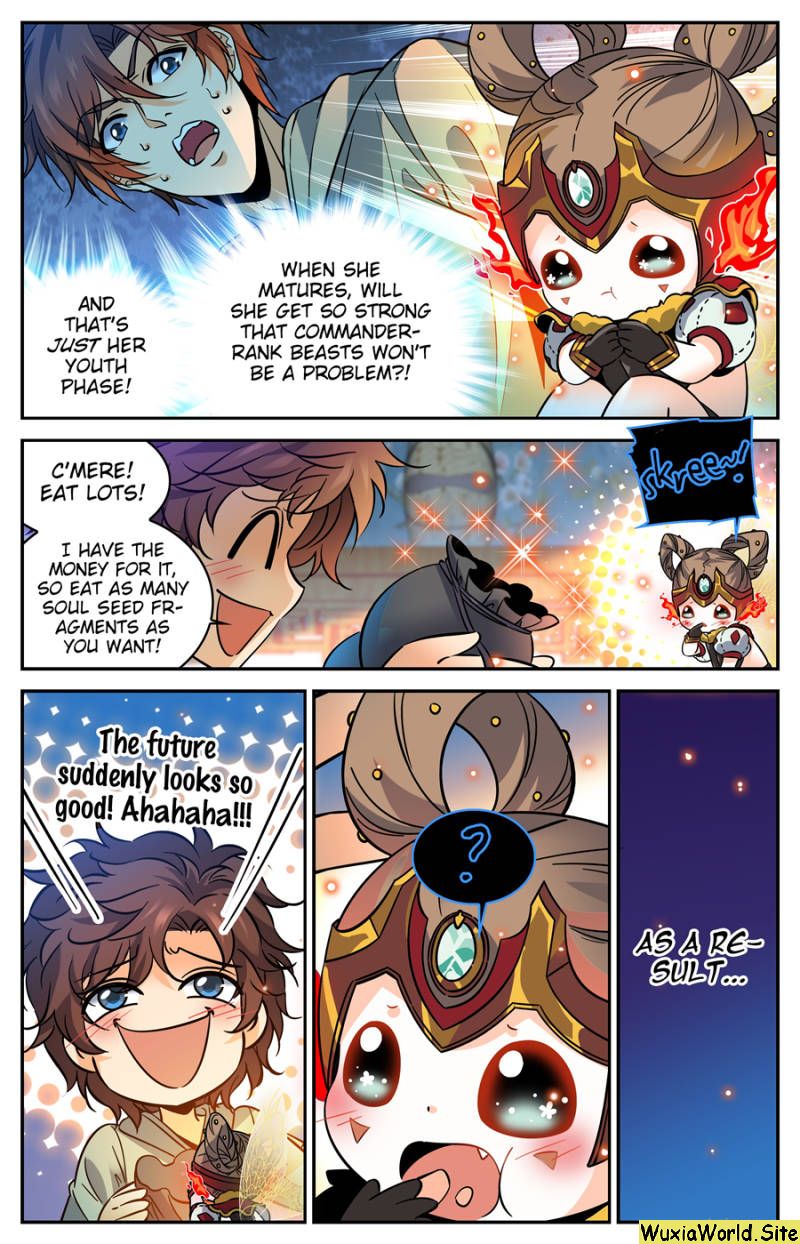 AND
THAT'S
JUST HER
YOUTH
PHASE!
WHEN SHE
MATURES, WILL
SHE GET SO STRONG
THAT COMMANDER-
RANK BEASTS WON'T
BE A PROBLEM?!
C'MERE!
EAT LOTS!
I HAVE THE
MONEY FOR IT,
SO EAT AS MANY
SOUL SEED FR-
AGMENTS AS
YOU WANT!
skree~!
The future
suddenly looks so
good! Ahahaha!!!
?
AS A RE-
SULT...
WuxiaWorld.Site